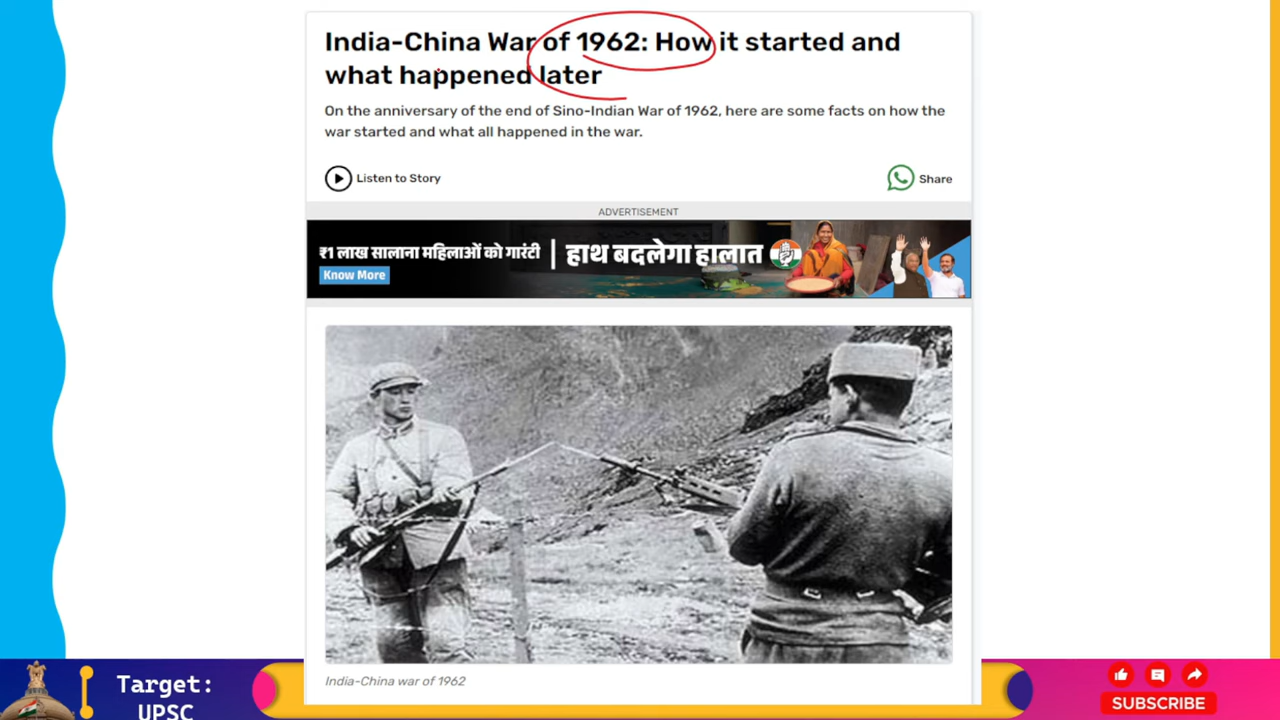 India-China War of 1962: How it started and
what happened later
On the anniversary of the end of Sino-Indian War of 1962, here are some facts on how the
war started and what all happened in the war.
Listen to Story
Share
ADVERTISEMENT
₹1 लाख सालाना महिलाओं को गारंटी
हाथ बदलेगा हालात
Know More
India-China war of 1962
Target:
UPSC
SUBSCRIBE